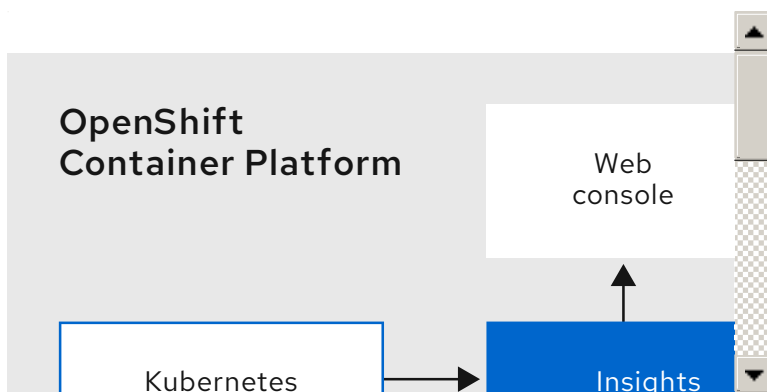 OpenShift
Container Platform
Web
console
Kubernetes
Insights